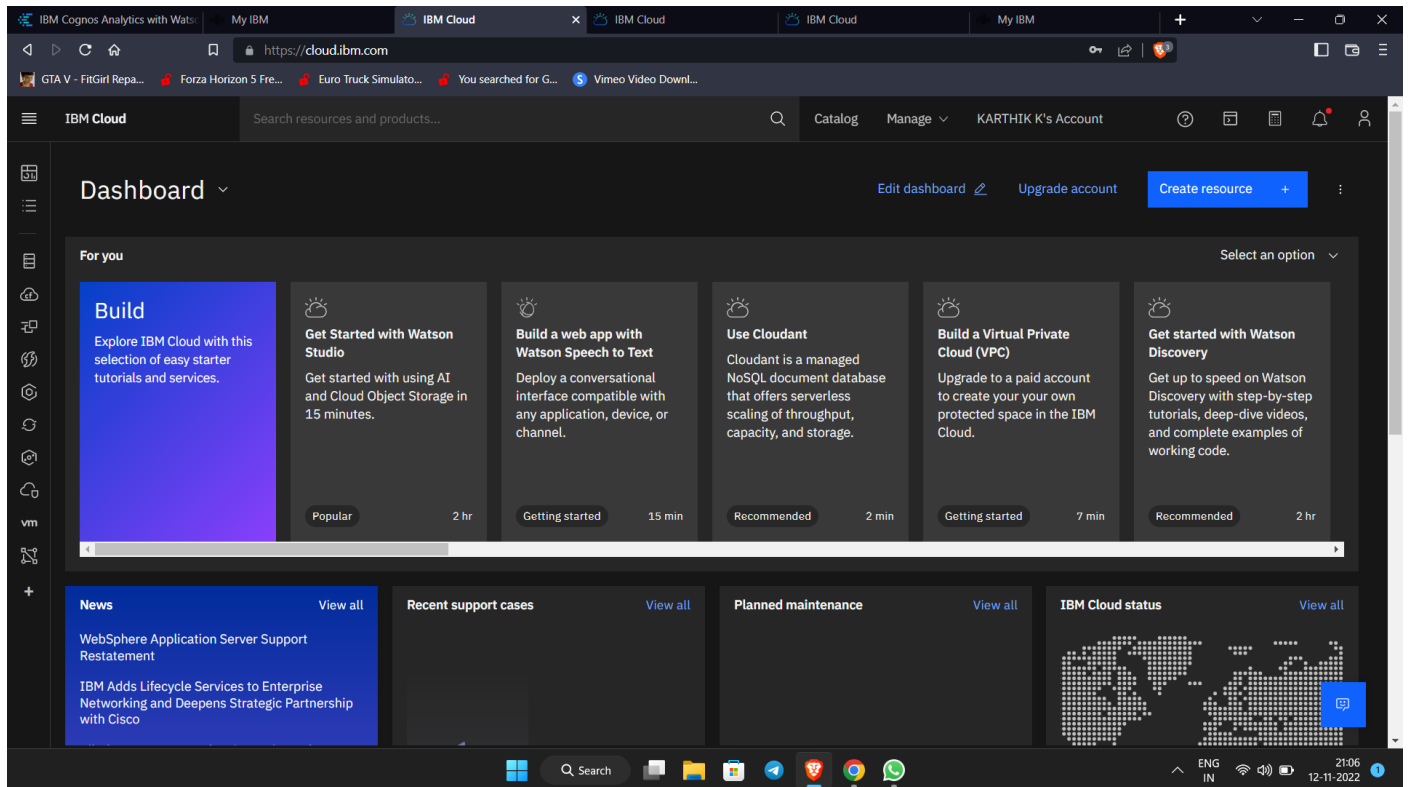 IBM Cognos Analytics with Watso
My IBM
IBM Cloud
IBM Cloud
IBM Cloud
My IBM
https://cloud.ibm.com
3
GTA V - FitGirl Repa...
Forza Horizon 5 Fre...
Euro Truck Simulato...
You searched for G...
S
Vimeo Video Downl...
IBM Cloud
Search resources and products...
Catalog
Manage
KARTHIK K's Account
Dashboard
Edit dashboard
Upgrade account
Create resource +
For you
Select an option
Build
Explore IBM Cloud with this
selection of easy starter
tutorials and services.
Get Started with Watson
Studio
Get started with using AI
and Cloud Object Storage in
15 minutes.
Popular
2 hr
Build a web app with
Watson Speech to Text
Deploy a conversational
interface compatible with
any application, device, or
channel.
Getting started
15 min
Use Cloudant
Cloudant is a managed
NoSQL document database
that offers serverless
scaling of throughput,
capacity, and storage.
Recommended
2 min
Build a Virtual Private
Cloud (VPC)
Upgrade to a paid account
to create your your own
protected space in the IBM
Cloud.
Getting started
7 min
Get started with Watson
Discovery
Get up to speed on Watson
Discovery with step-by-step
tutorials, deep-dive videos,
and complete examples of
working code.
Recommended
2 hr
cf
vm
News
View all
WebSphere Application Server Support
Restatement
IBM Adds Lifecycle Services to Enterprise
Networking and Deepens Strategic Partnership
with Cisco
Recent support cases
View all
Planned maintenance
View all
IBM Cloud status
View all
Search
ENG
IN
21:06
12-11-2022
1